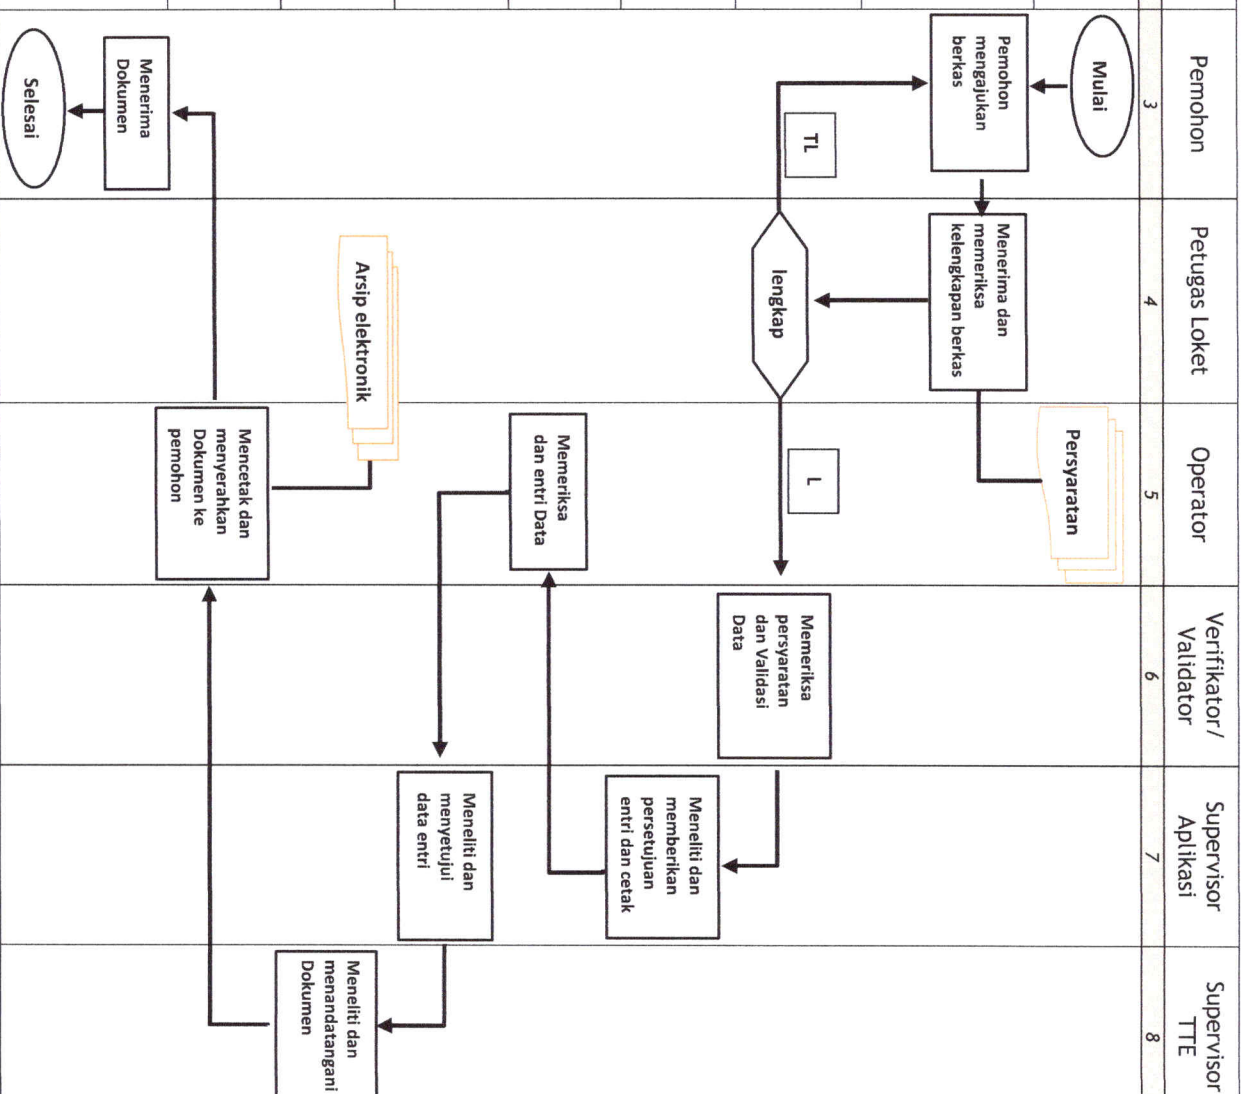 Pemohon
Petugas Loket
Operator
Verifikator/
Validator
Supervisor
Aplikasi
Supervisor
TTE
3
4
5
6
7
8
Mulai
Pemohon
mengajukan
berkas
Menerima dan
memeriksa
kelengkapan berkas
Persyaratan
TL
lengkap
L
Memeriksa
persyaratan
dan Validasi
Data
Meneliti dan
memberikan
persetujuan
entri dan cetak
Memeriksa
dan entri Data
Meneliti dan
menyetujui
data entri
Meneliti dan
menandatangani
Dokumen
Arsip elektronik
Mencetak dan
menyerahkan
Dokumen ke
pemohon
Menerima
Dokumen
Selesai